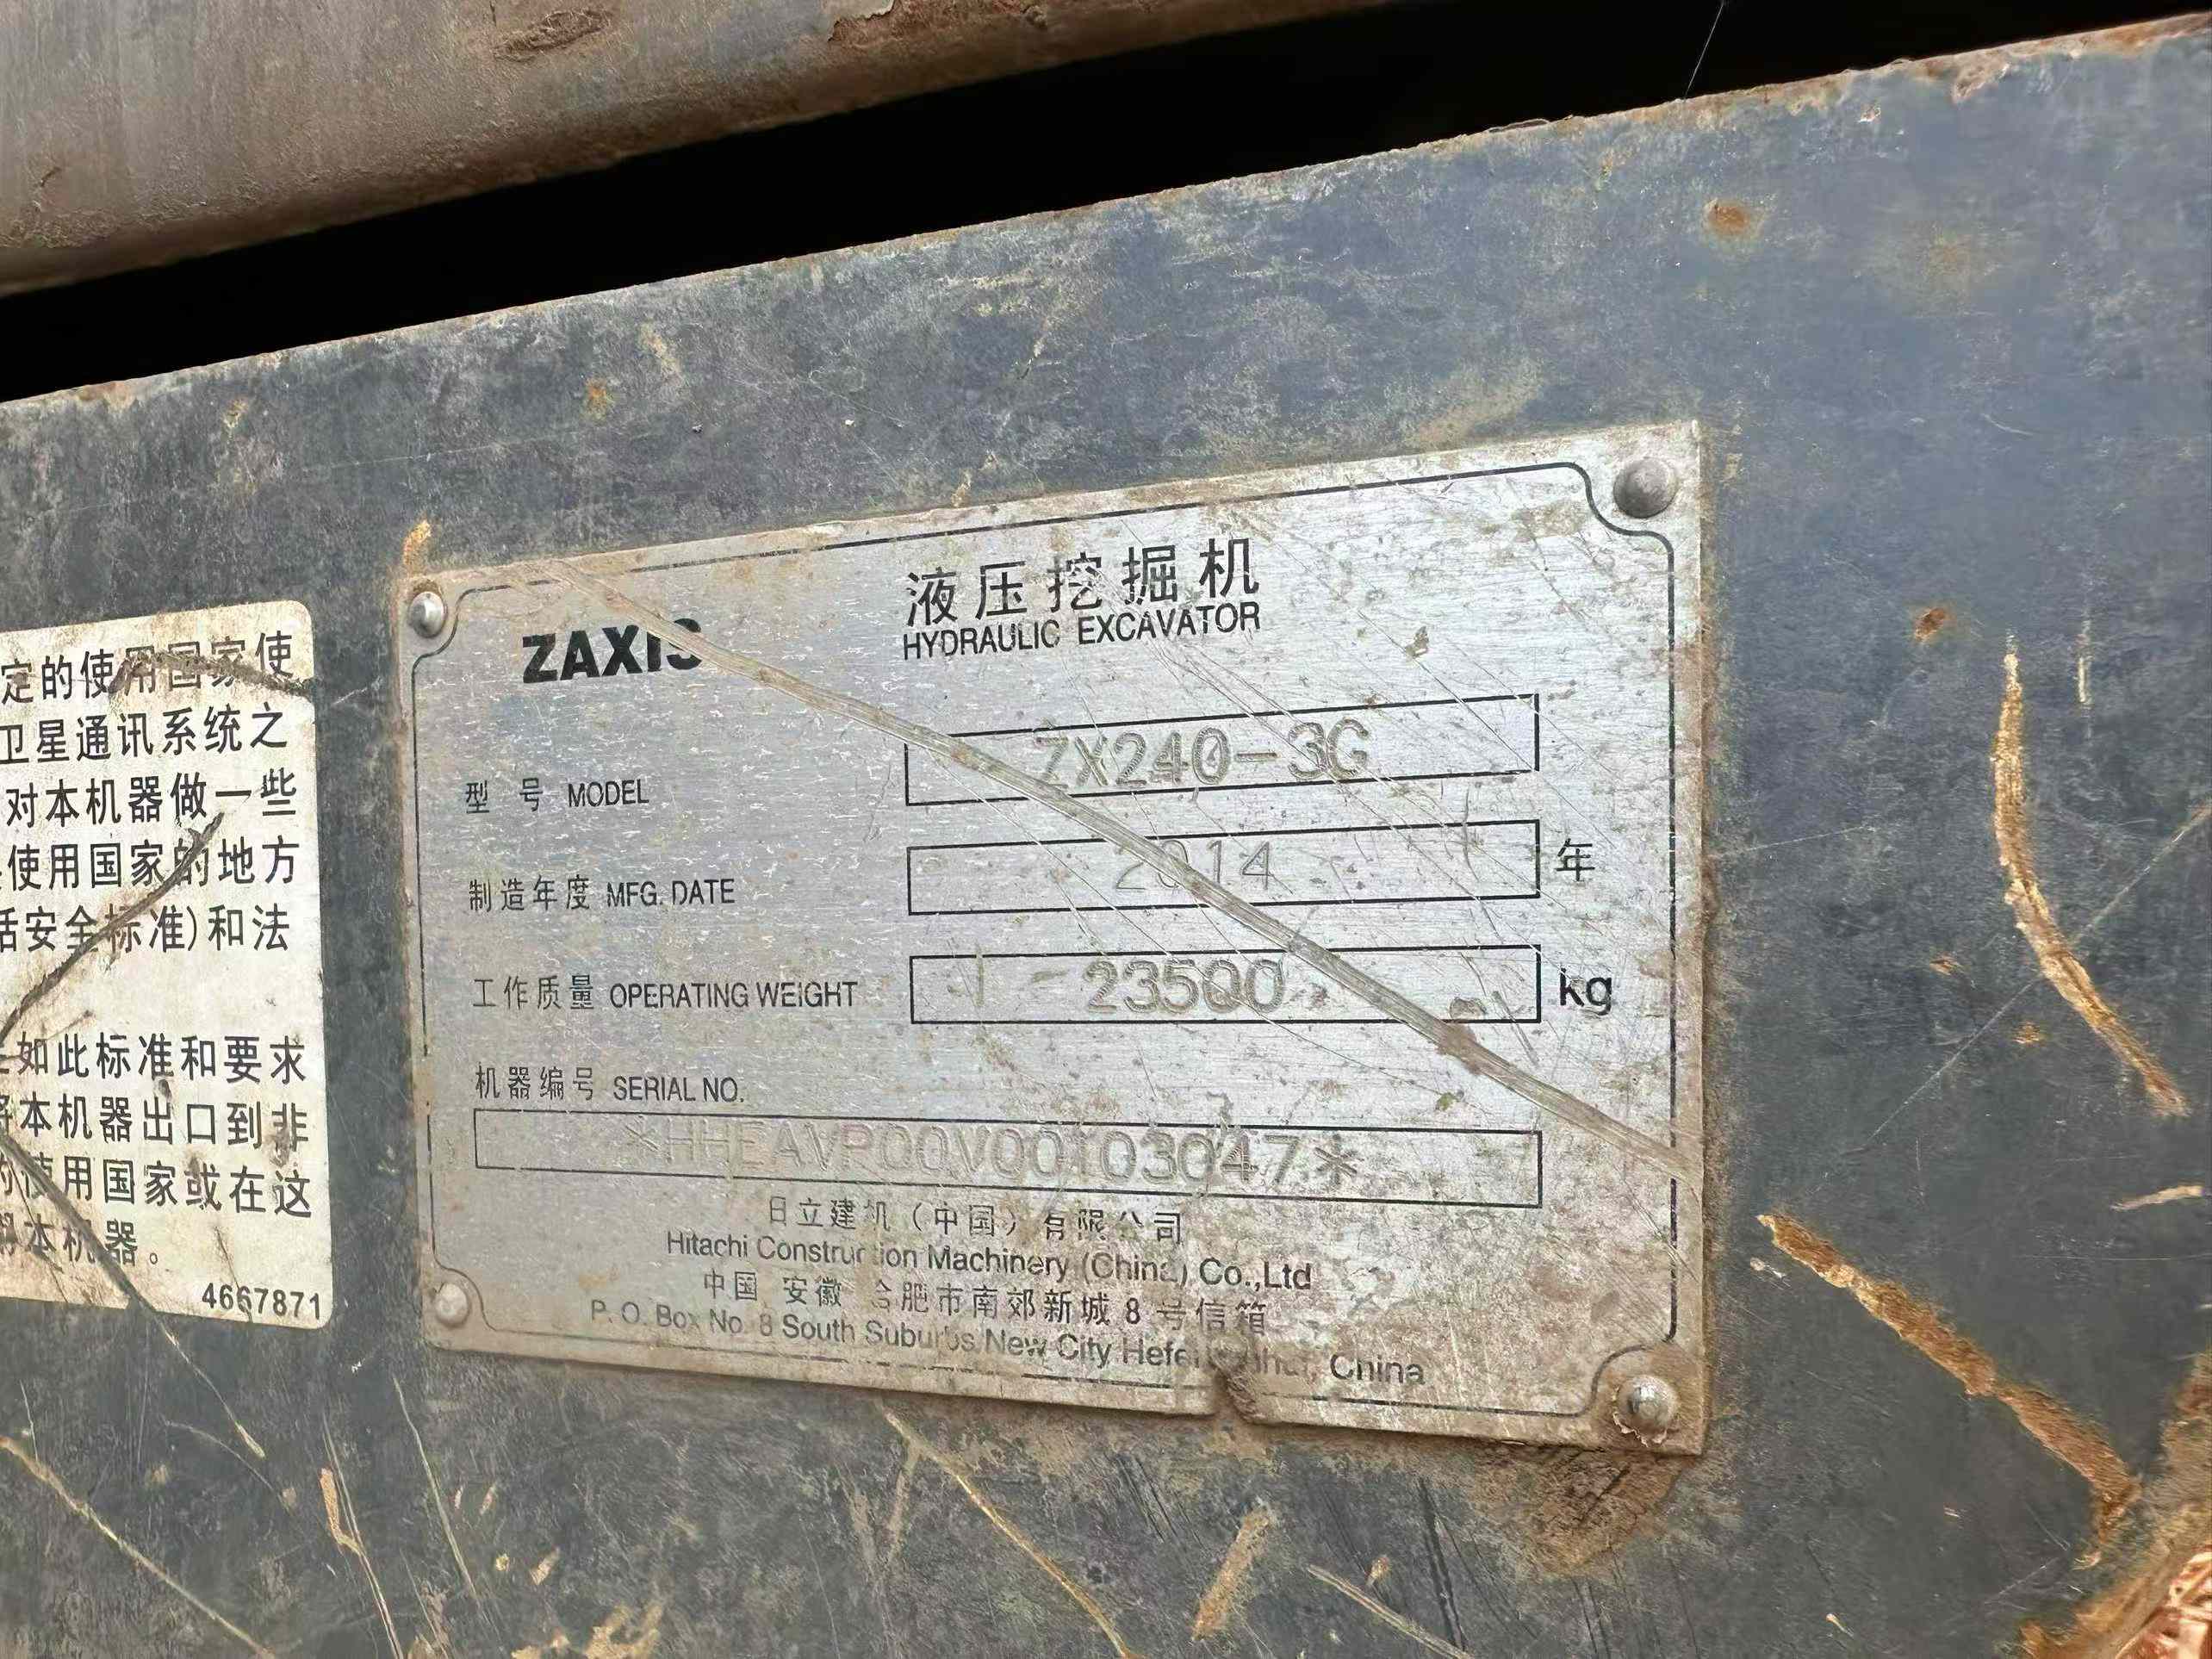 ZAXIS
液压挖掘机
HYDRAULIC EXCAVATOR
型 号 MODEL
ZX240-3G
制造年度 MFG. DATE
2014
年
工作质量 OPERATING WEIGHT
23500
kg
机器编号 SERIAL NO.
*HHEAVP00V00103047*
日立建机（中国）有限公司
Hitachi Construction Machinery (China) Co.,Ltd
中国 安徽 合肥市南郊新城 8 号信箱
P. O. Box No. 8 South Suburbs New City Hefei Anhui, China
定的使用国家使
卫星通讯系统之
对本机器做一些
使用国家的地方
括安全标准)和法
如此标准和要求
将本机器出口到非
的使用国家或在这
本机器。
4667871